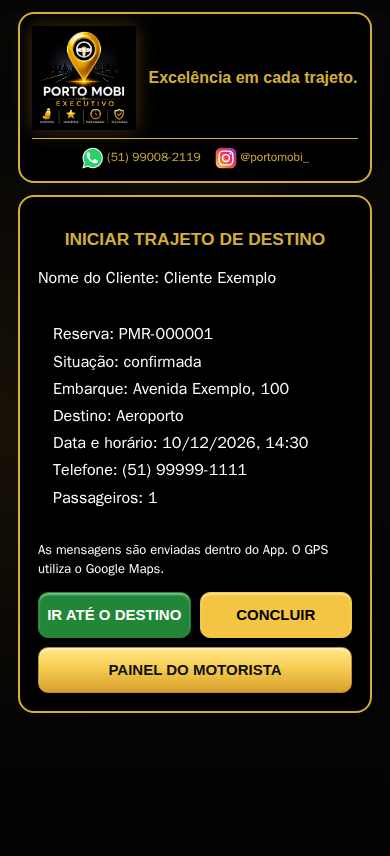 PORTO MOBI
EXECUTIVO
Excelência em cada trajeto.
(51) 99008-2119 @portomobi_
INICIAR TRAJETO DE DESTINO
Nome do Cliente: Cliente Exemplo
Reserva: PMR-000001
Situação: confirmada
Embarque: Avenida Exemplo, 100
Destino: Aeroporto
Data e horário: 10/12/2026, 14:30
Telefone: (51) 99999-1111
Passageiros: 1
As mensagens são enviadas dentro do App. O GPS
utiliza o Google Maps.
IR ATÉ O DESTINO CONCLUIR
PAINEL DO MOTORISTA